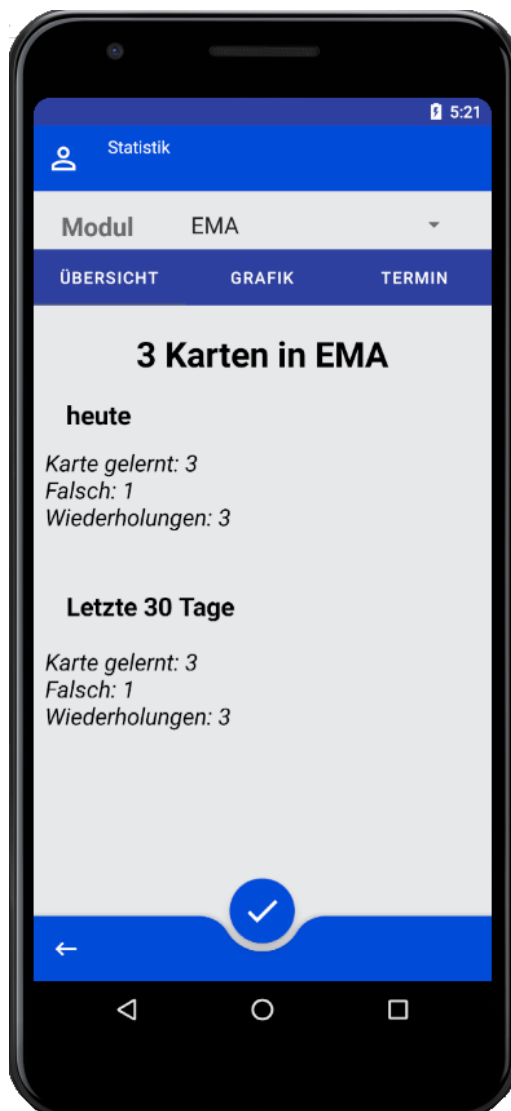 5:21
Statistik
Modul EMA
ÜBERSICHT GRAFIK TERMIN
3 Karten in EMA
heute
Karte gelernt: 3
Falsch: 1
Wiederholungen: 3
Letzte 30 Tage
Karte gelernt: 3
Falsch: 1
Wiederholungen: 3